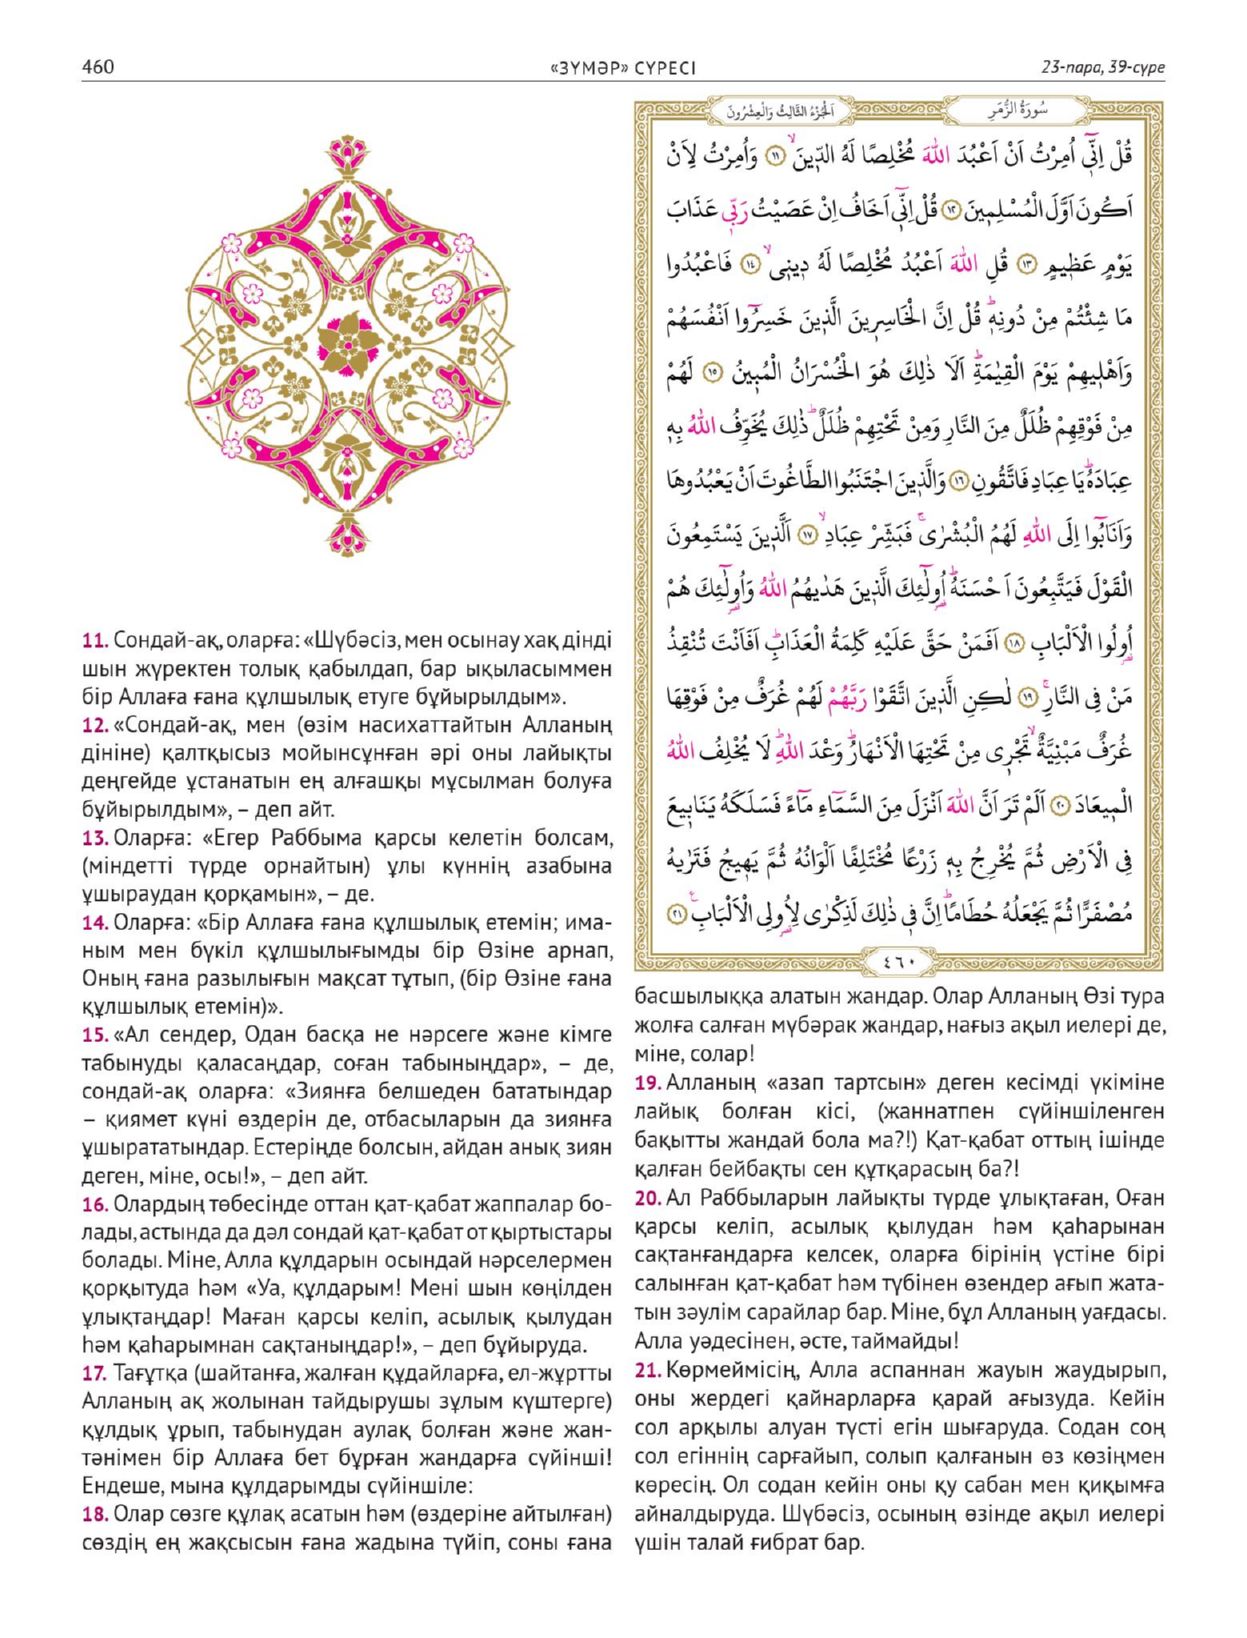 460
«ЗҮМӘР» СҮРЕСІ
23-пара, 39-сүре
اَلْجُزْءُ الثَّالِثُ وَالْعِشْرُونَ
سُورَةُ الزُّمَرِ
قُلْ اِنّٖٓي اُمِرْتُ اَنْ اَعْبُدَ اللّٰهَ مُخْلِصًا لَهُ الدّٖينَۙ ﴿١١﴾ وَاُمِرْتُ لِاَنْ
اَكُونَ اَوَّلَ الْمُسْلِمٖينَ ﴿١٢﴾ قُلْ اِنّٖٓي اَخَافُ اِنْ عَصَيْتُ رَبّٖي عَذَابَ
يَوْمٍ عَظٖيمٍ ﴿١٣﴾ قُلِ اللّٰهَ اَعْبُدُ مُخْلِصًا لَهُ دٖينٖيۙ ﴿١٤﴾ فَاعْبُدُوا
مَا شِئْتُمْ مِنْ دُونِهٖؕ قُلْ اِنَّ الْخَاسِرٖينَ الَّذٖينَ خَسِرُٓوا اَنْفُسَهُمْ
وَاَهْلٖيهِمْ يَوْمَ الْقِيٰمَةِؕ اَلَا ذٰلِكَ هُوَ الْخُسْرَانُ الْمُبٖينُ ﴿١٥﴾ لَهُمْ
مِنْ فَوْقِهِمْ ظُلَلٌ مِنَ النَّارِ وَمِنْ تَحْتِهِمْ ظُلَلٌؕ ذٰلِكَ يُخَوِّفُ اللّٰهُ بِهٖ
عِبَادَهُؕ يَا عِبَادِ فَاتَّقُونِ ﴿١٦﴾ وَالَّذٖينَ اجْتَنَبُوا الطَّاغُوتَ اَنْ يَعْبُدُوهَا
وَاَنَابُٓوا اِلَى اللّٰهِ لَهُمُ الْبُشْرٰىۚ فَبَشِّرْ عِبَادِۙ ﴿١٧﴾ اَلَّذٖينَ يَسْتَمِعُونَ
الْقَوْلَ فَيَتَّبِعُونَ اَحْسَنَهُؕ اُولٰٓئِكَ الَّذٖينَ هَدٰيهُمُ اللّٰهُ وَاُولٰٓئِكَ هُمْ
اُولُوا الْاَلْبَابِ ﴿١٨﴾ اَفَمَنْ حَقَّ عَلَيْهِ كَلِمَةُ الْعَذَابِؕ اَفَاَنْتَ تُنْقِذُ
مَنْ فِي النَّارِۚ ﴿١٩﴾ لٰكِنِ الَّذٖينَ اتَّقَوْا رَبَّهُمْ لَهُمْ غُرَفٌ مِنْ فَوْقِهَا
غُرَفٌ مَبْنِيَّةٌۙ تَجْرٖي مِنْ تَحْتِهَا الْاَنْهَارُؕ وَعْدَ اللّٰهِؕ لَا يُخْلِفُ اللّٰهُ
الْمٖيعَادَ ﴿٢٠﴾ اَلَمْ تَرَ اَنَّ اللّٰهَ اَنْزَلَ مِنَ السَّمَٓاءِ مَٓاءً فَسَلَكَهُ يَنَابٖيعَ
فِي الْاَرْضِ ثُمَّ يُخْرِجُ بِهٖ زَرْعًا مُخْتَلِفًا اَلْوَانُهُ ثُمَّ يَهٖيجُ فَتَرٰيهُ
مُصْفَرًّا ثُمَّ يَجْعَلُهُ حُطَامًاؕ اِنَّ فٖي ذٰلِكَ لَذِكْرٰى لِاُولِي الْاَلْبَابِ ﴿٢١﴾
٤٦٠
11. Сондай-ақ, оларға: «Шүбәсіз, мен осынау хақ дінді
шын жүректен толық қабылдап, бар ықыласыммен
бір Аллаға ғана құлшылық етуге бұйырылдым».
12. «Сондай-ақ, мен (өзім насихаттайтын Алланың
дініне) қалтқысыз мойынсұнған әрі оны лайықты
деңгейде ұстанатын ең алғашқы мұсылман болуға
бұйырылдым», – деп айт.
13. Оларға: «Егер Раббыма қарсы келетін болсам,
(міндетті түрде орнайтын) ұлы күннің азабына
ұшыраудан қорқамын», – де.
14. Оларға: «Бір Аллаға ғана құлшылық етемін; има-
ным мен бүкіл құлшылығымды бір Өзіне арнап,
Оның ғана разылығын мақсат тұтып, (бір Өзіне ғана
құлшылық етемін)».
15. «Ал сендер, Одан басқа не нәрсеге және кімге
табынуды қаласаңдар, соған табыныңдар», – де,
сондай-ақ оларға: «Зиянға белшеден бататындар
– қиямет күні өздерін де, отбасыларын да зиянға
ұшырататындар. Естеріңде болсын, айдан анық зиян
деген, міне, осы!», – деп айт.
16. Олардың төбесінде оттан қат-қабат жаппалар бо-
лады, астында да дәл сондай қат-қабат от қыртыстары
болады. Міне, Алла құлдарын осындай нәрселермен
қорқытуда һәм «Уа, құлдарым! Мені шын көңілден
ұлықтаңдар! Маған қарсы келіп, асылық қылудан
һәм қаһарымнан сақтаныңдар!», – деп бұйыруда.
17. Тағұтқа (шайтанға, жалған құдайларға, ел-жұртты
Алланың ақ жолынан тайдырушы зұлым күштерге)
құлдық ұрып, табынудан аулақ болған және жан-
тәнімен бір Аллаға бет бұрған жандарға сүйінші!
Ендеше, мына құлдарымды сүйіншіле:
18. Олар сөзге құлақ асатын һәм (өздеріне айтылған)
сөздің ең жақсысын ғана жадына түйіп, соны ғана
басшылыққа алатын жандар. Олар Алланың Өзі тура
жолға салған мүбәрак жандар, нағыз ақыл иелері де,
міне, солар!
19. Алланың «азап тартсын» деген кесімді үкіміне
лайық болған кісі, (жаннатпен сүйіншіленген
бақытты жандай бола ма?!) Қат-қабат оттың ішінде
қалған бейбақты сен құтқарасың ба?!
20. Ал Раббыларын лайықты түрде ұлықтаған, Оған
қарсы келіп, асылық қылудан һәм қаһарынан
сақтанғандарға келсек, оларға бірінің үстіне бірі
салынған қат-қабат һәм түбінен өзендер ағып жата-
тын зәулім сарайлар бар. Міне, бұл Алланың уағдасы.
Алла уәдесінен, әсте, таймайды!
21. Көрмеймісің, Алла аспаннан жауын жаудырып,
оны жердегі қайнарларға қарай ағызуда. Кейін
сол арқылы алуан түсті егін шығаруда. Содан соң
сол егіннің сарғайып, солып қалғанын өз көзіңмен
көресің. Ол содан кейін оны қу сабан мен қиқымға
айналдыруда. Шүбәсіз, осының өзінде ақыл иелері
үшін талай ғибрат бар.